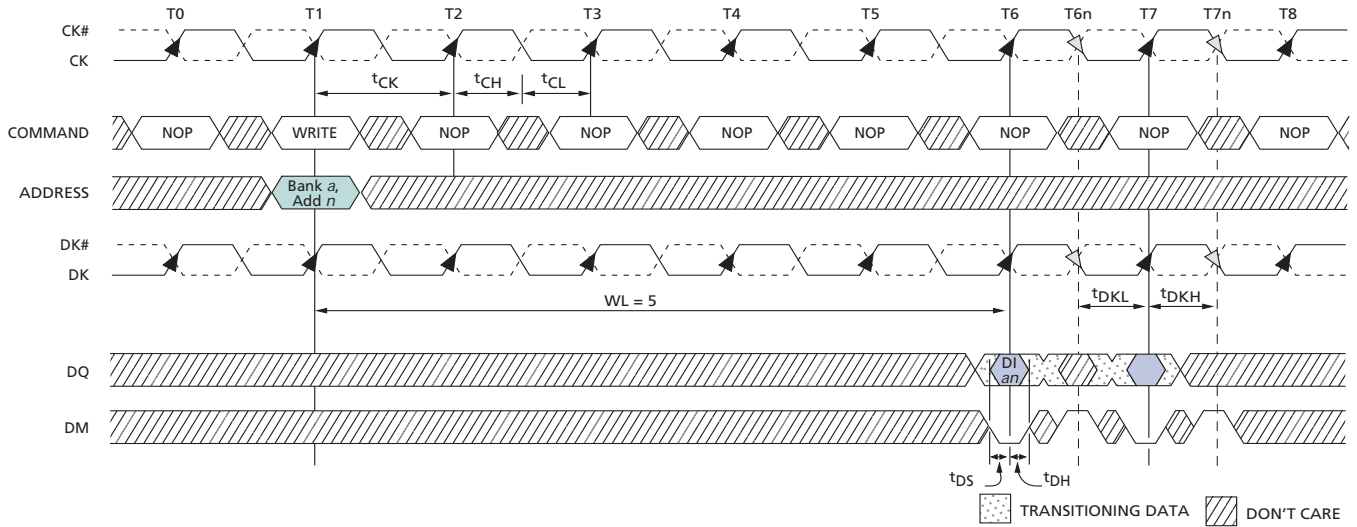 T0 T1 T2 T3 T4 T5 T6 T6n T7 T7n T8
CK#
CK
tCK tCH tCL
COMMAND NOP WRITE NOP NOP NOP NOP NOP NOP NOP
ADDRESS Bank a,
Add n
DK#
DK
WL = 5 tDKL tDKH
DQ DI
an
DM
tDS tDH
TRANSITIONING DATA DON'T CARE